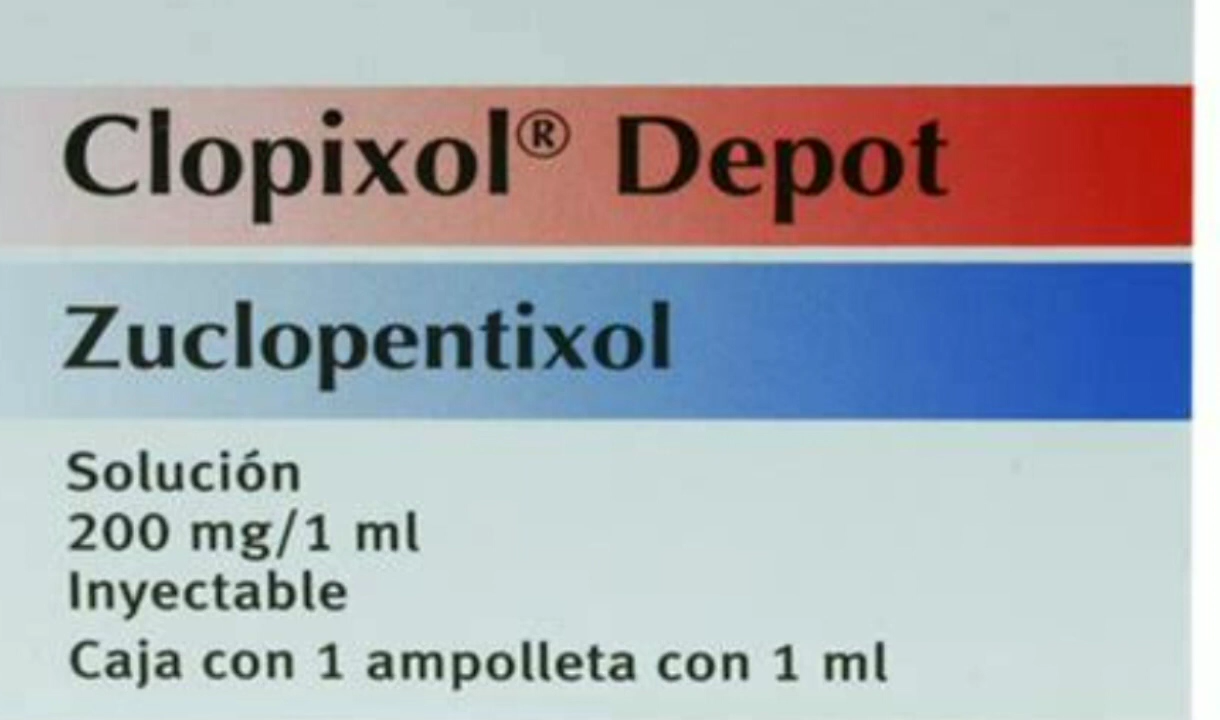 Clopixol® Depot
Zuclopentixol
Solución
200 mg/1 ml
Inyectable
Caja con 1 ampolleta con 1 ml